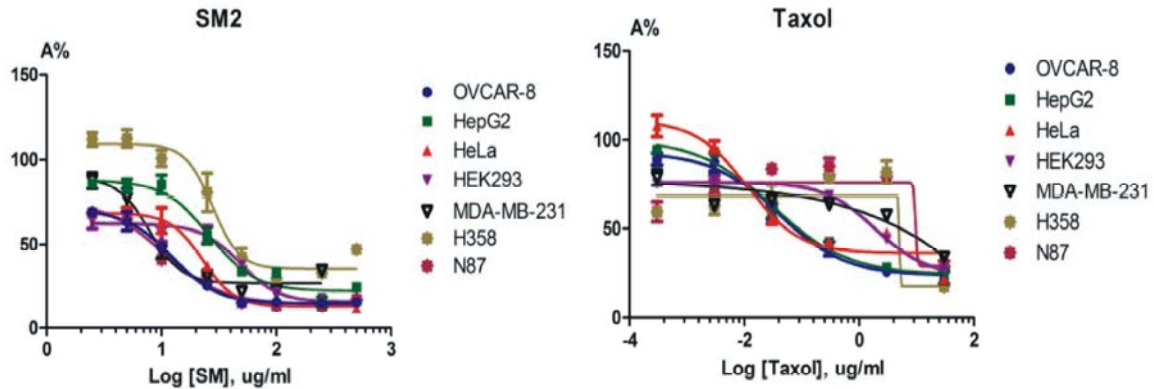 SM2
A%
150
100
50
0
0
1
2
3
Log [SM], ug/ml
OVCAR-8
HepG2
HeLa
HEK293
MDA-MB-231
H358
N87
Taxol
A%
150
100
50
0
-4
-2
0
2
Log [Taxol], ug/ml
OVCAR-8
HepG2
HeLa
HEK293
MDA-MB-231
H358
N87